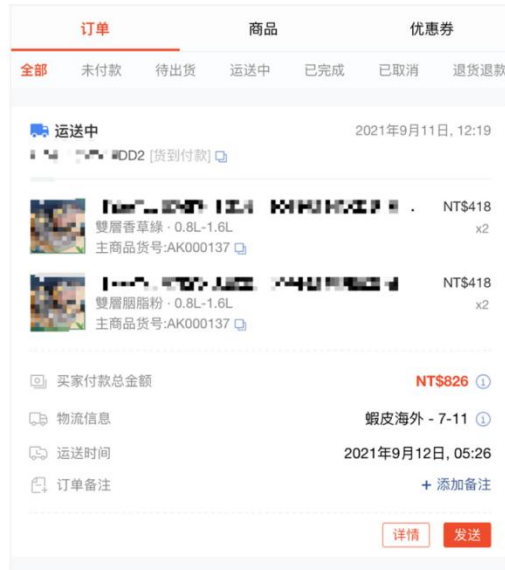 订单 商品 优惠券
全部 未付款 待出货 运送中 已完成 已取消 退货退款
运送中 2021年9月11日, 12:19
DD2 [货到付款]
NT$418
雙層香草綠 · 0.8L-1.6L x2
主商品货号:AK000137
NT$418
雙層胭脂粉 · 0.8L-1.6L x2
主商品货号:AK000137
买家付款总金额 NT$826
物流信息 蝦皮海外 - 7-11
运送时间 2021年9月12日, 05:26
订单备注 + 添加备注
详情 发送